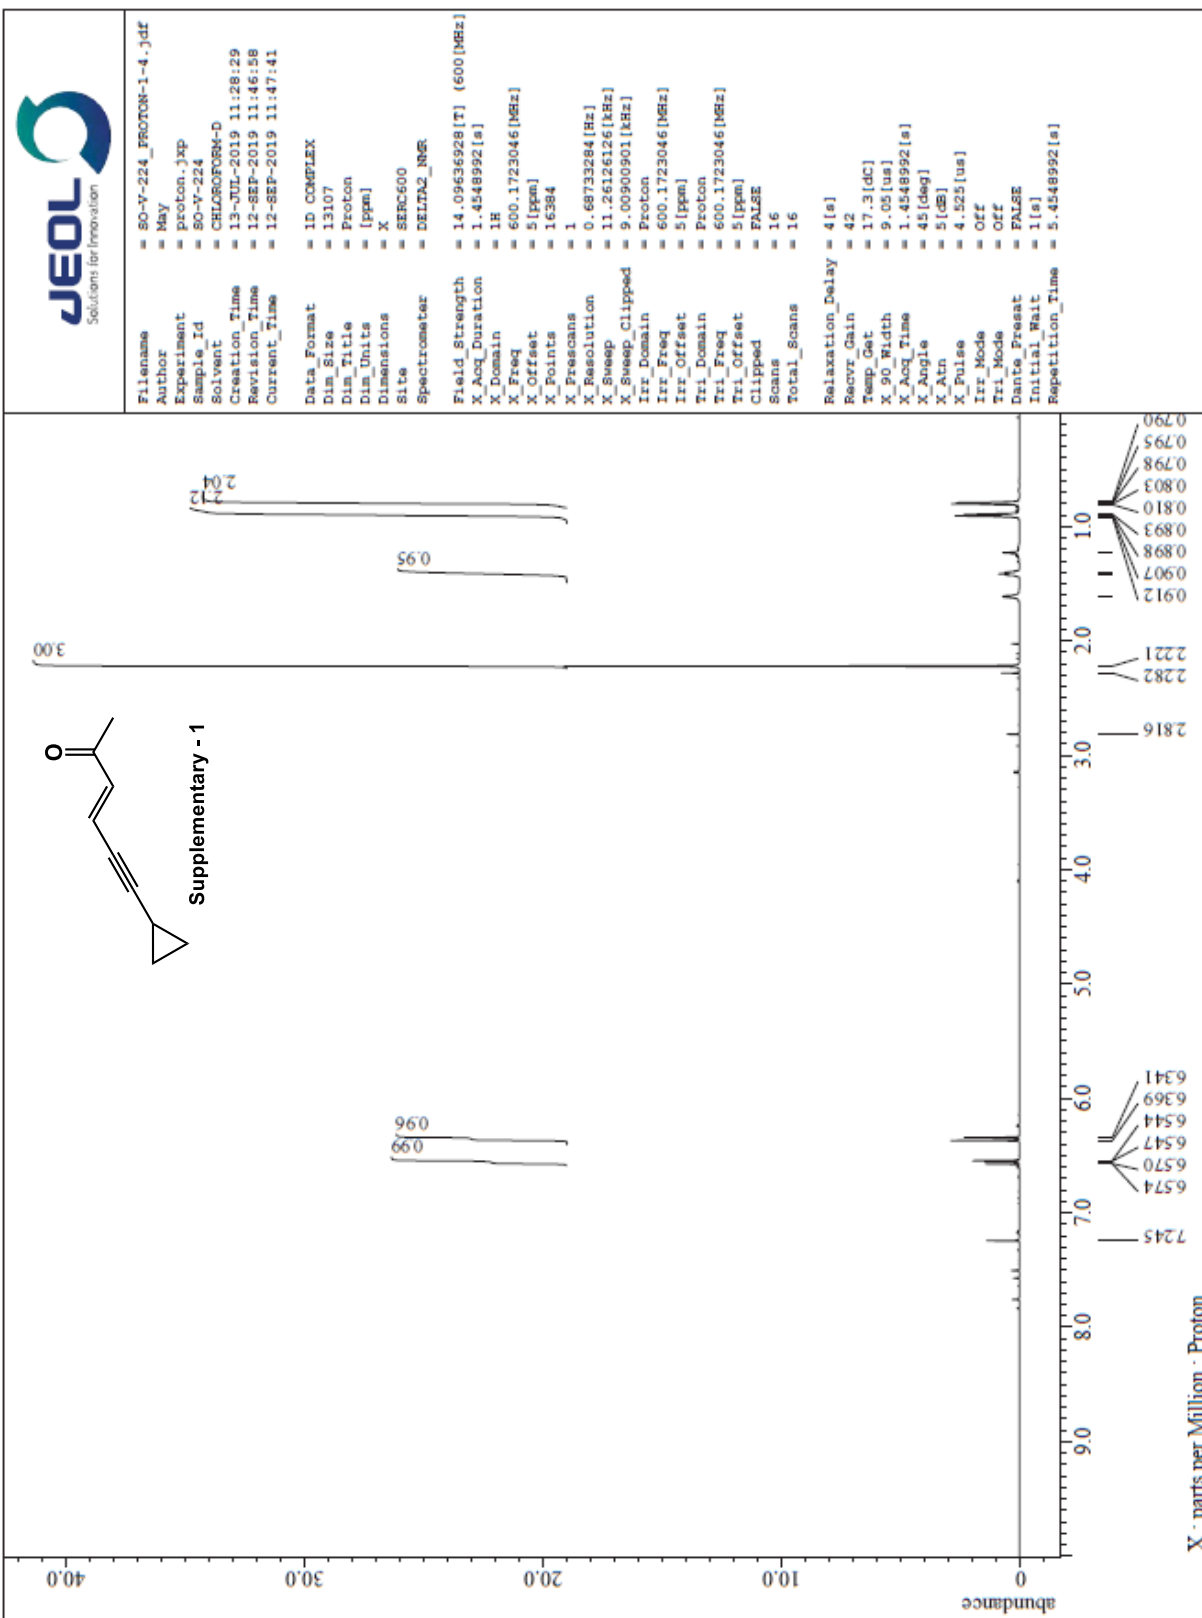 JEOL
Solutions for Innovation
Filename = SO-V-224_PROTON-1-4.jdf
Author = May
Experiment = proton.jxp
Sample_Id = SO-V-224
Solvent = CHLOROFORM-D
Creation_Time = 13-JUL-2019 11:28:29
Revision_Time = 12-SEP-2019 11:46:58
Current_Time = 12-SEP-2019 11:47:41
Data_Format = 1D COMPLEX
Dim_Size = 13107
Dim_Title = Proton
Dim_Units = [ppm]
Dimensions = X
Site = SERC600
Spectrometer = DELTA2_NMR
Field_Strength = 14.09636928[T] (600[MHz]
X_Acq_Duration = 1.4548992[s]
X_Domain = 1H
X_Freq = 600.1723046[MHz]
X_Offset = 5[ppm]
X_Points = 16384
X_Prescans = 1
X_Resolution = 0.68733284[Hz]
X_Sweep = 11.26126126[kHz]
X_Sweep_Clipped = 9.00900901[kHz]
Irr_Domain = Proton
Irr_Freq = 600.1723046[MHz]
Irr_Offset = 5[ppm]
Tri_Domain = Proton
Tri_Freq = 600.1723046[MHz]
Tri_Offset = 5[ppm]
Clipped = FALSE
Scans = 16
Total_Scans = 16
Relaxation_Delay = 4[s]
Recvr_Gain = 42
Temp_Get = 17.3[dC]
X_90_Width = 9.05[us]
X_Acq_Time = 1.4548992[s]
X_Angle = 45[deg]
X_Atn = 5[dB]
X_Pulse = 4.525[us]
Irr_Mode = Off
Tri_Mode = Off
Dante_Presat = FALSE
Initial_Wait = 1[s]
Repetition_Time = 5.4548992[s]
O
Supplementary - 1
0.99
0.96
3.00
0.95
2.12
2.04
abundance
0
10.0
20.0
30.0
40.0
9.0
8.0
7.0
6.0
5.0
4.0
3.0
2.0
1.0
7.245
6.574
6.570
6.547
6.544
6.369
6.341
2.816
2.282
2.221
0.912
0.907
0.898
0.893
0.810
0.803
0.798
0.795
0.790
X : parts per Million : Proton